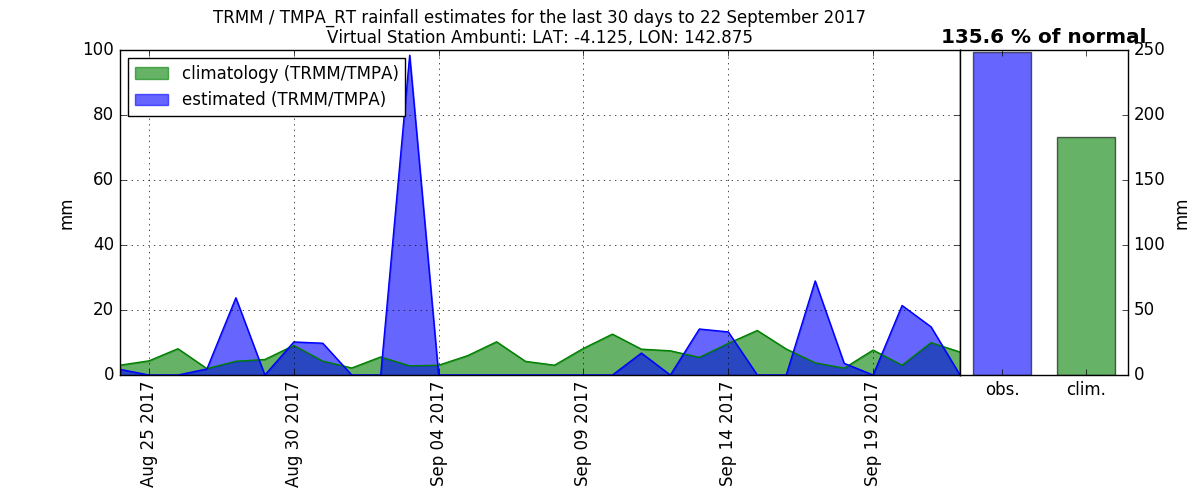 TRMM / TMPA_RT rainfall estimates for the last 30 days to 22 September 2017
Virtual Station Ambunti: LAT: -4.125, LON: 142.875
135.6 % of normal
climatology (TRMM/TMPA)
estimated (TRMM/TMPA)
100
80
60
40
20
0
mm
Aug 25 2017
Aug 30 2017
Sep 04 2017
Sep 09 2017
Sep 14 2017
Sep 19 2017
250
200
150
100
50
0
mm
obs.
clim.